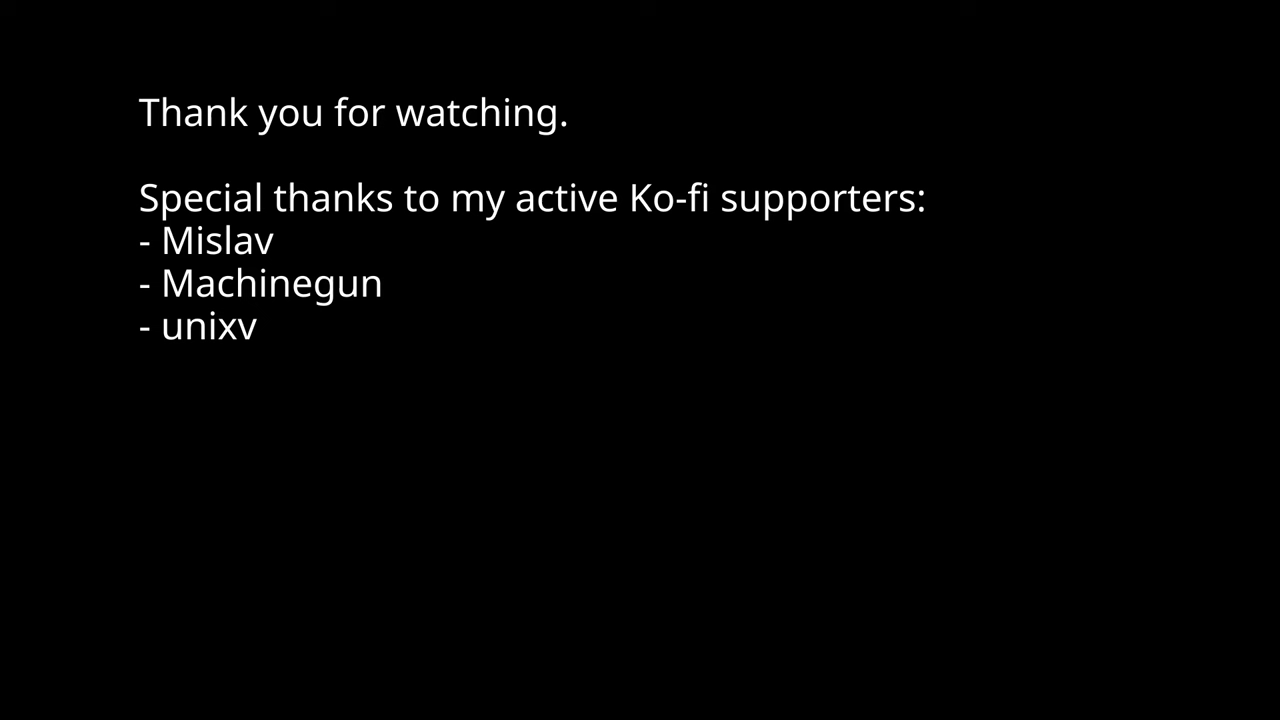 Thank you for watching.
Special thanks to my active Ko-fi supporters:
- Mislav
- Machinegun
- unixv